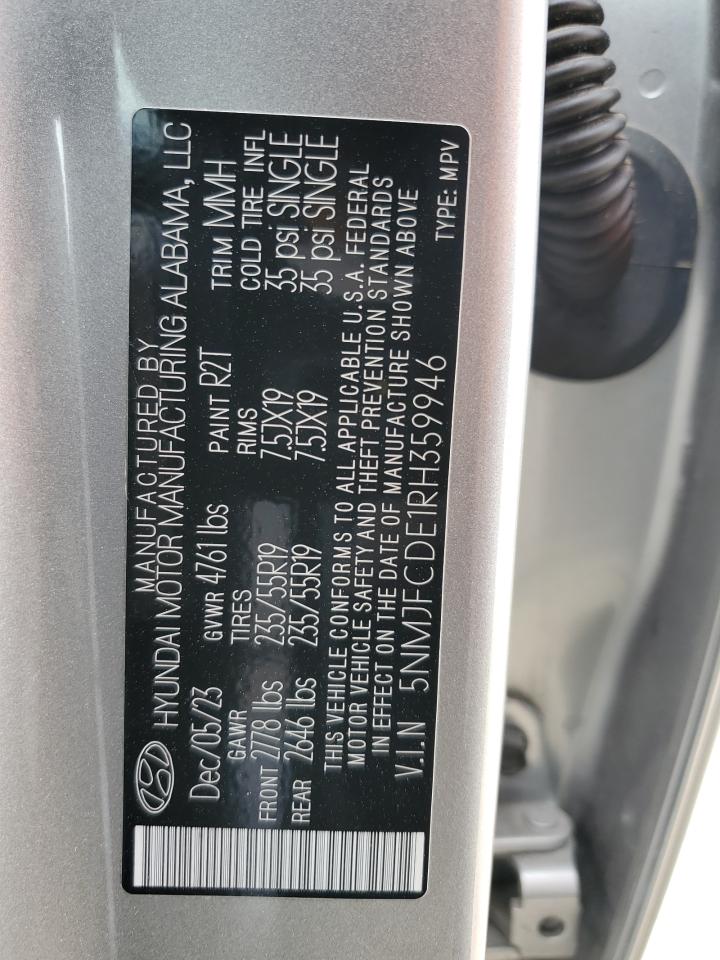 MANUFACTURED BY
HYUNDAI MOTOR MANUFACTURING ALABAMA, LLC
Dec/05/23 GVWR 4761 lbs PAINT R2T TRIM MMH
GAWR TIRES RIMS COLD TIRE INFL
FRONT 2778 lbs 235/55R19 7.5JX19 35 psi SINGLE
REAR 2646 lbs 235/55R19 7.5JX19 35 psi SINGLE
THIS VEHICLE CONFORMS TO ALL APPLICABLE U.S.A. FEDERAL
MOTOR VEHICLE SAFETY AND THEFT PREVENTION STANDARDS
IN EFFECT ON THE DATE OF MANUFACTURE SHOWN ABOVE
V.I.N 5NMJFCDE1RH359946 TYPE: MPV